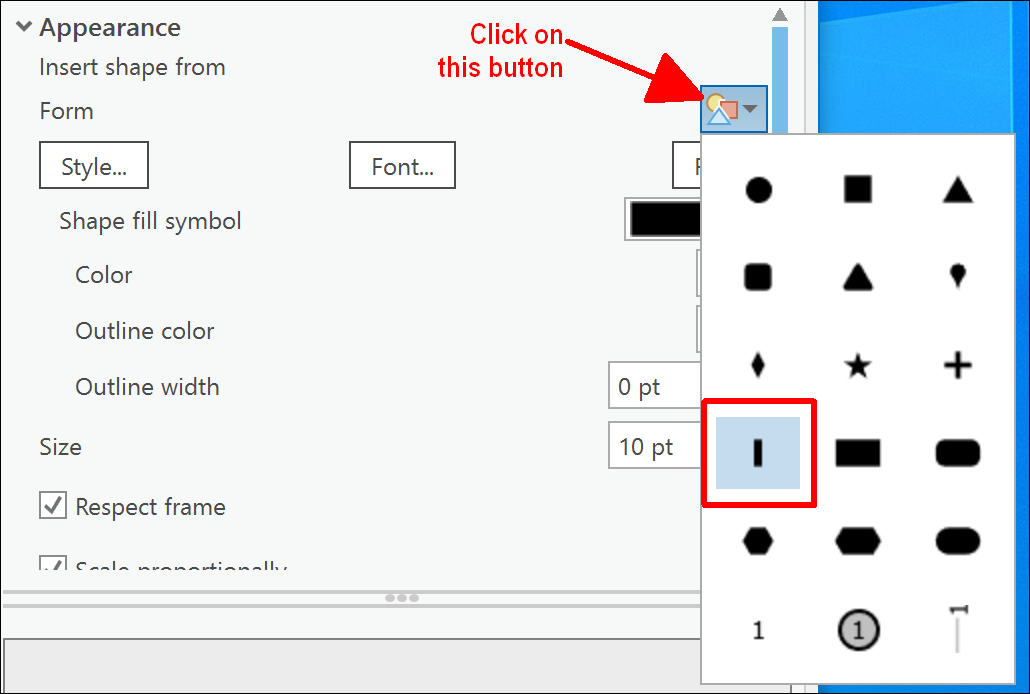 Appearance
Click on
this button
Insert shape from
Form
Style...
Font...
Shape fill symbol
Color
Outline color
Outline width
0 pt
Size
10 pt
Respect frame
Scale proportionally
1
1
1